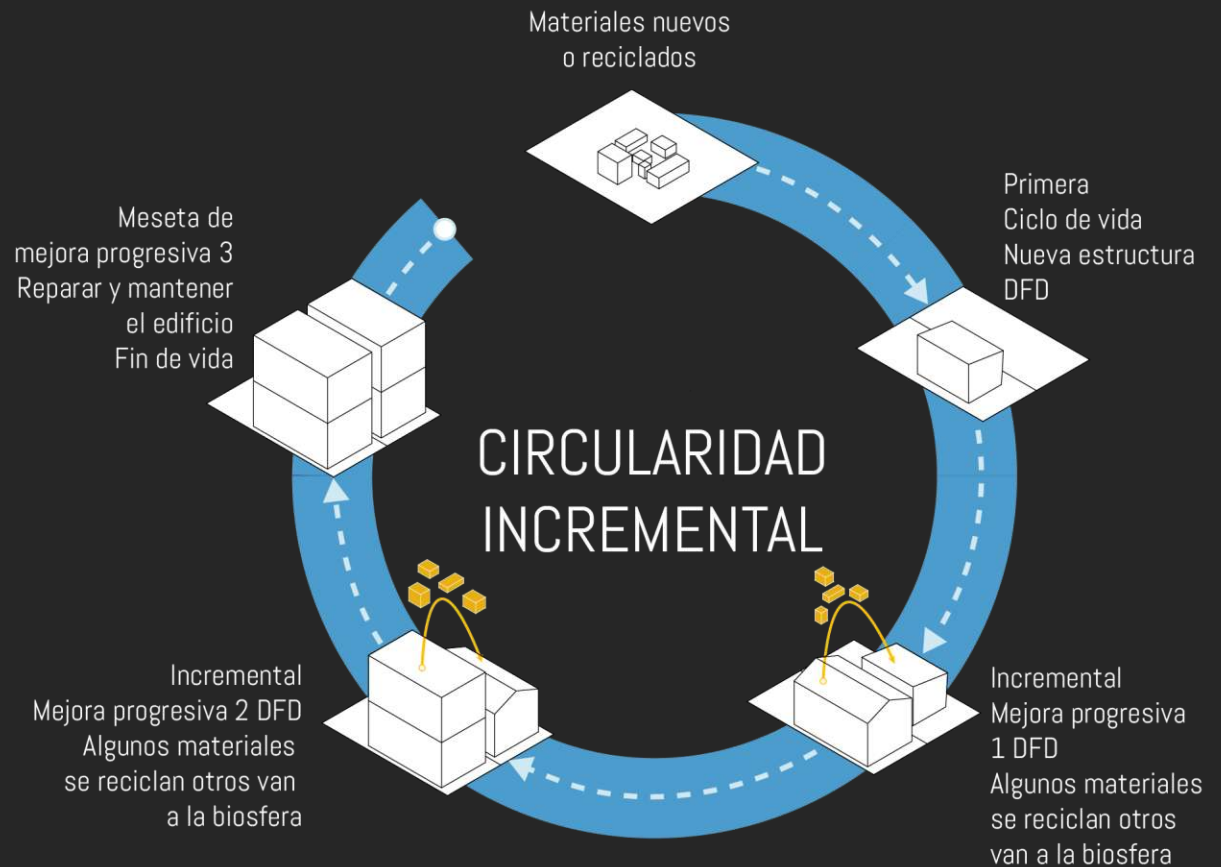 Materiales nuevos
o reciclados
Primera
Ciclo de vida
Nueva estructura
DFD
Meseta de
mejora progresiva 3
Reparar y mantener
el edificio
Fin de vida
CIRCULARIDAD
INCREMENTAL
Incremental
Mejora progresiva 2 DFD
Algunos materiales
se reciclan otros van
a la biosfera
Incremental
Mejora progresiva
1 DFD
Algunos materiales
se reciclan otros
van a la biosfera